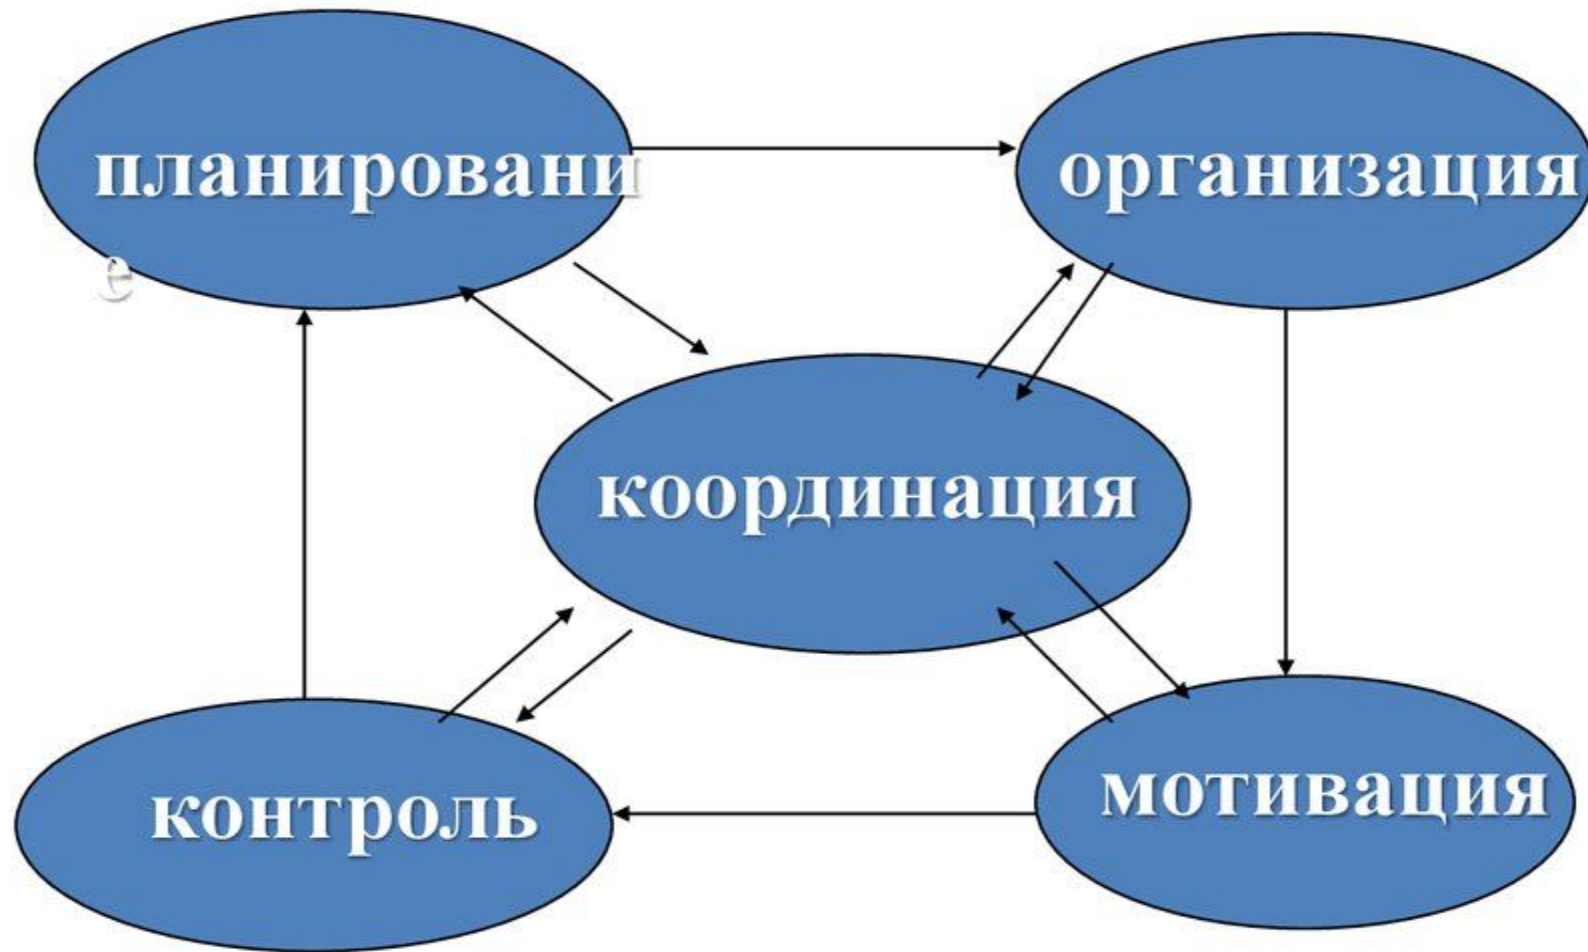 планировани
е
организация
координация
контроль
мотивация